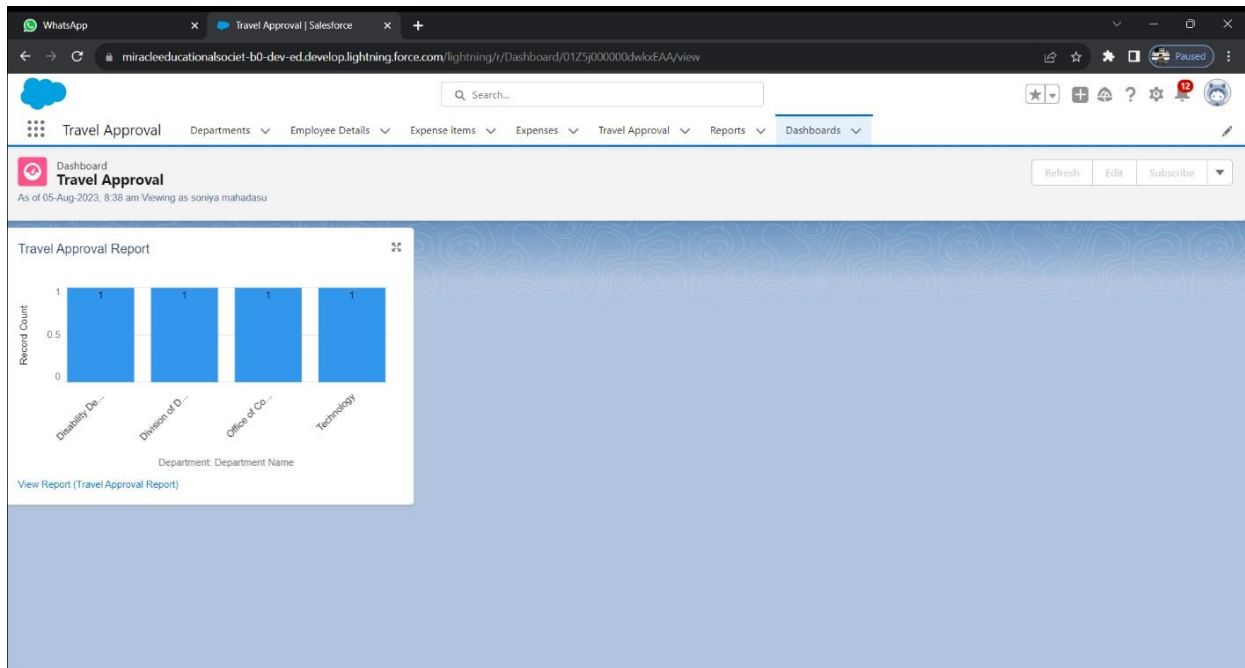 WhatsApp
Travel Approval | Salesforce
miracleeducationalsociet-b0-dev-ed.develop.lightning.force.com/lightning/r/Dashboard/01Z5j000000dwkxEAA/view
Paused
Search...
12
Travel Approval Departments Employee Details Expense items Expenses Travel Approval Reports Dashboards
Dashboard
Travel Approval
As of 05-Aug-2023, 8:38 am·Viewing as soniya mahadasu
Refresh Edit Subscribe
Travel Approval Report
Record Count
1
0.5
0
1 1 1 1
Disability De...
Division of D...
Office of Co...
Technology
Department: Department Name
View Report (Travel Approval Report)